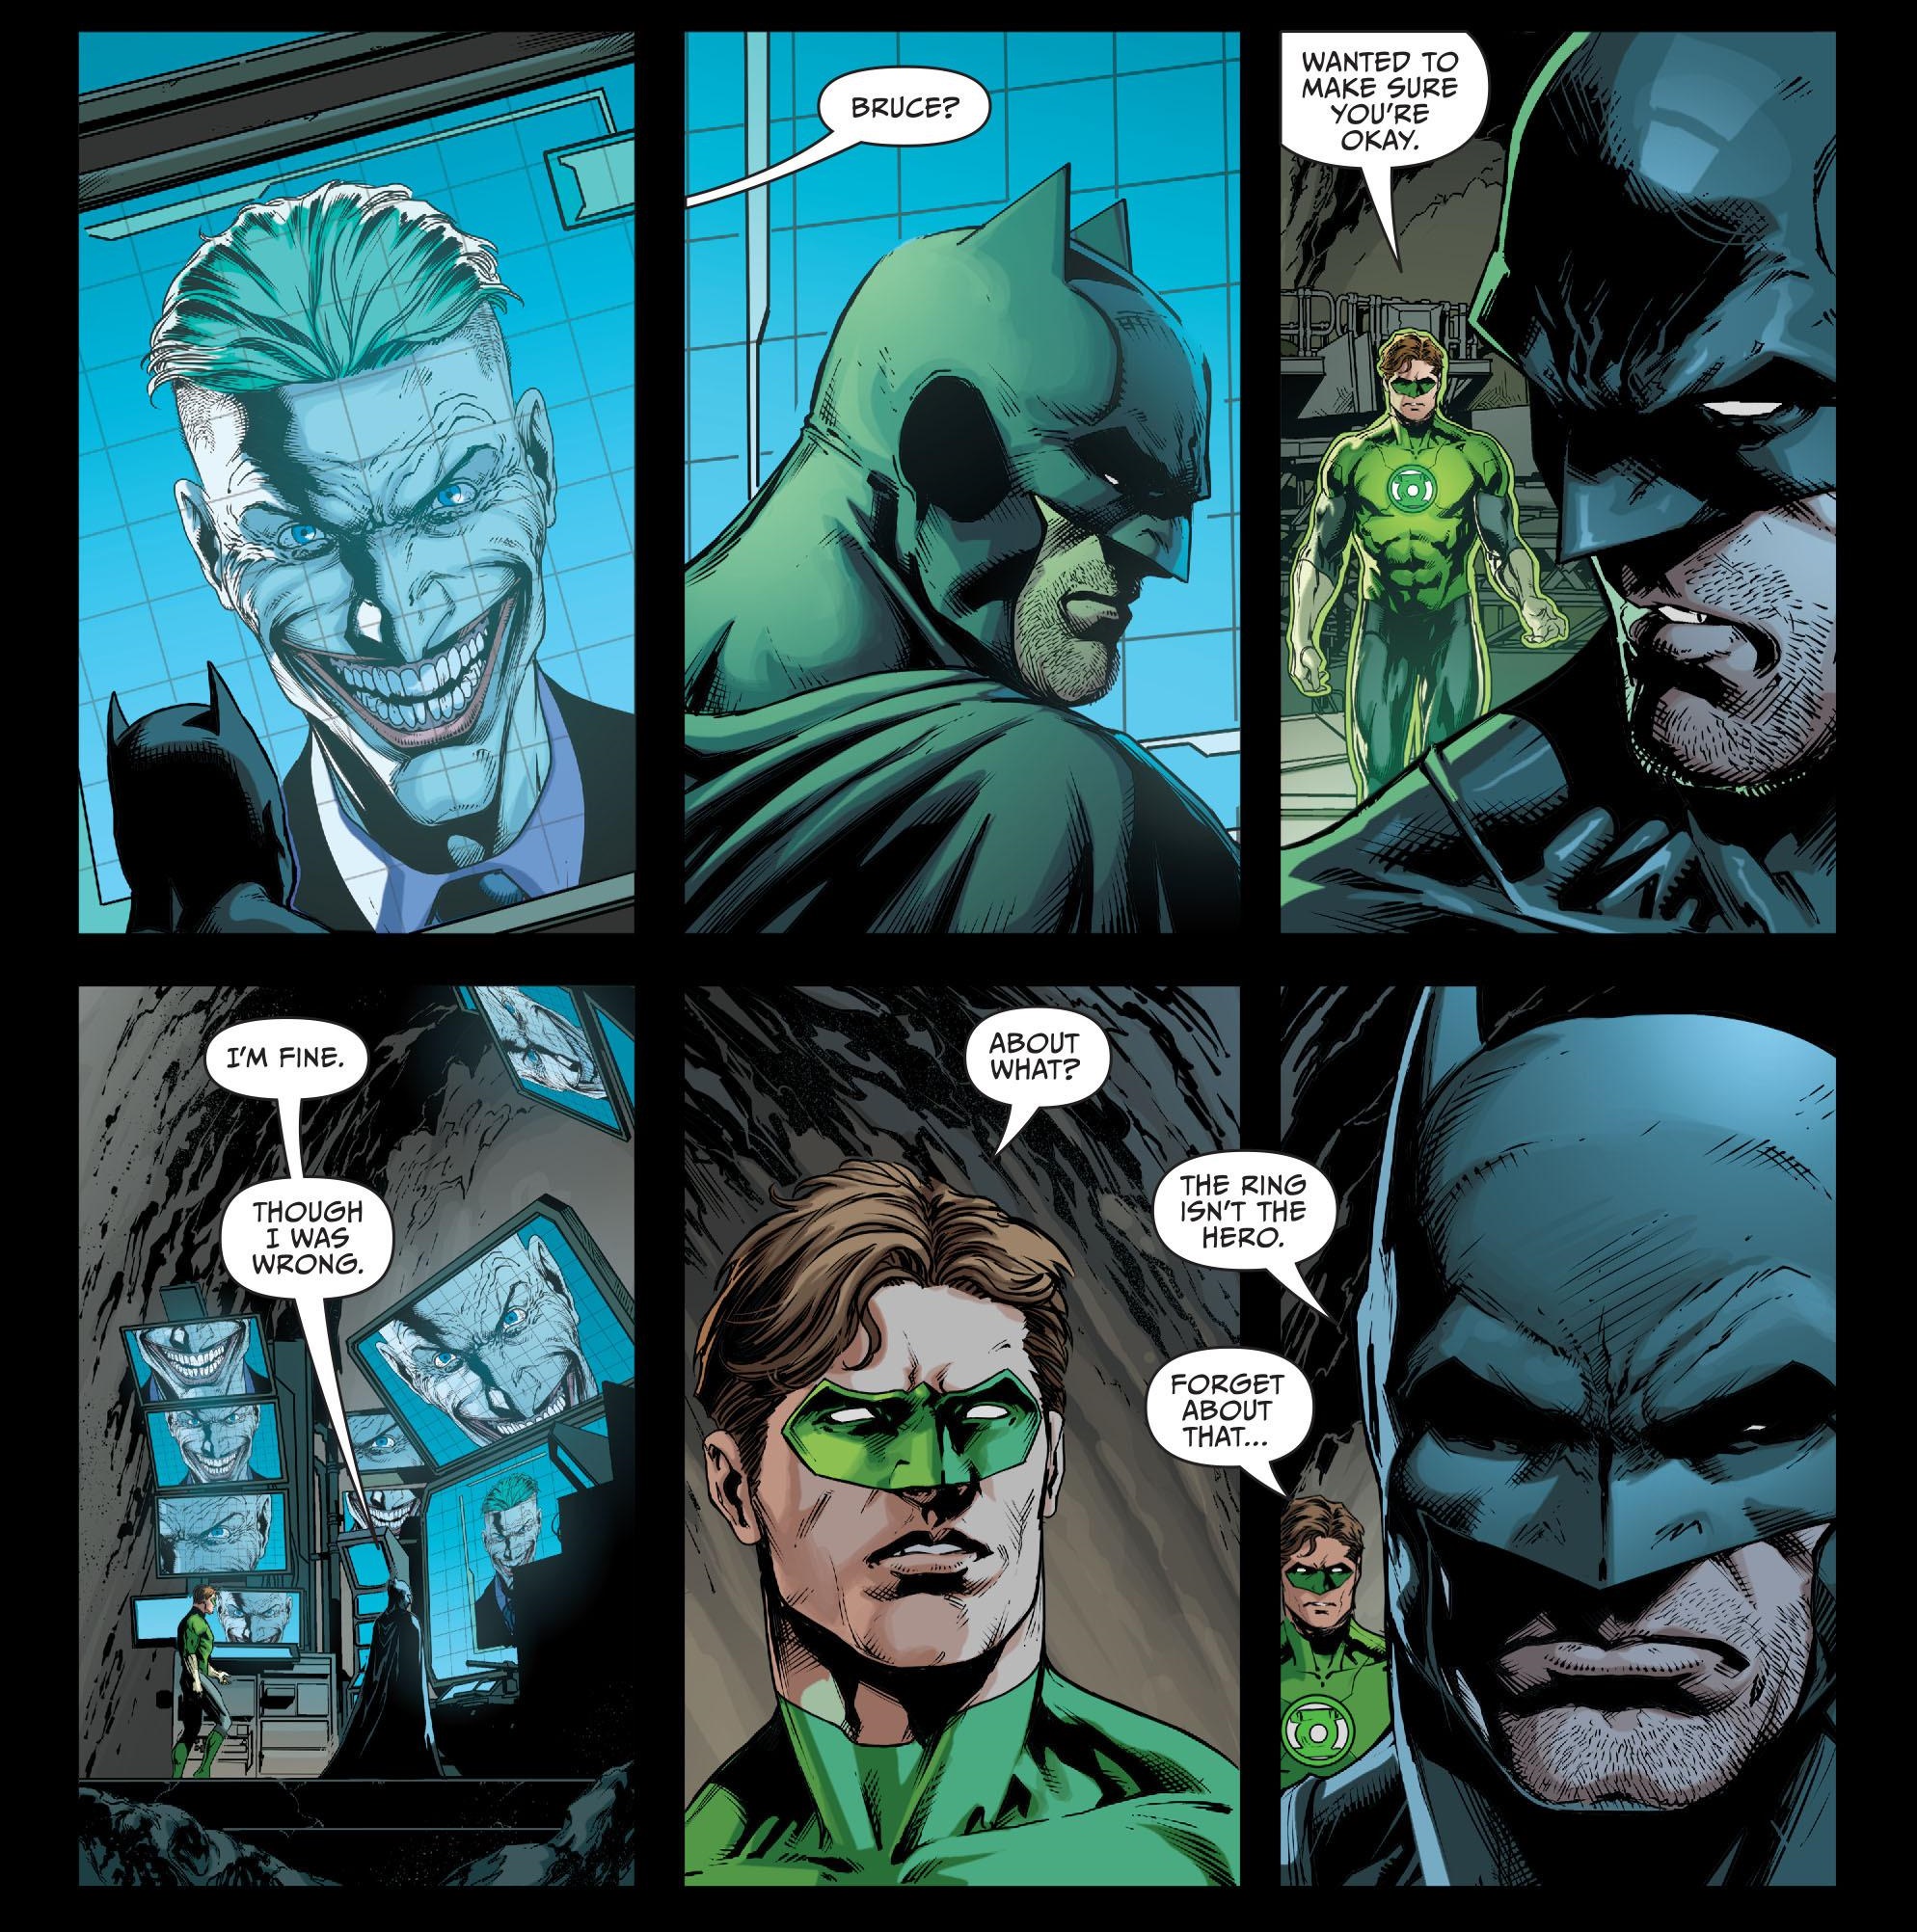 BRUCE?
WANTED TO
MAKE SURE
YOU'RE
OKAY.
I'M FINE.
THOUGH
I WAS
WRONG.
ABOUT
WHAT?
THE RING
ISN'T THE
HERO.
FORGET
ABOUT
THAT...